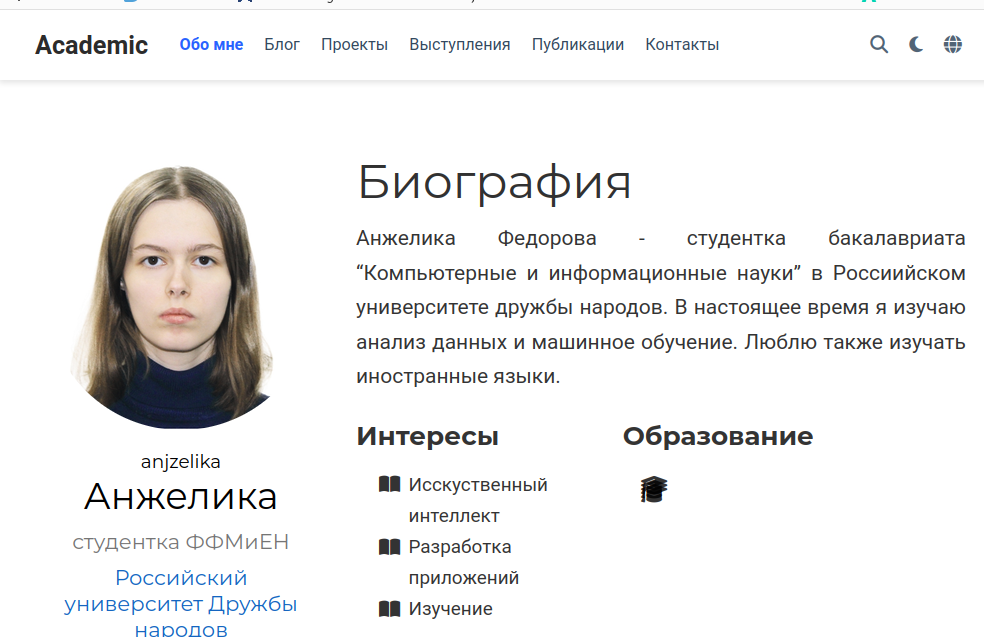 Academic Обо мне Блог Проекты Выступления Публикации Контакты
Биография
Анжелика Федорова - студентка бакалавриата
“Компьютерные и информационные науки” в Россиийском
университете дружбы народов. В настоящее время я изучаю
анализ данных и машинное обучение. Люблю также изучать
иностранные языки.
anjzelika
Анжелика
студентка ФФМиЕН
Российский
университет Дружбы
народов
Интересы
Исскуственный
интеллект
Разработка
приложений
Изучение
Образование